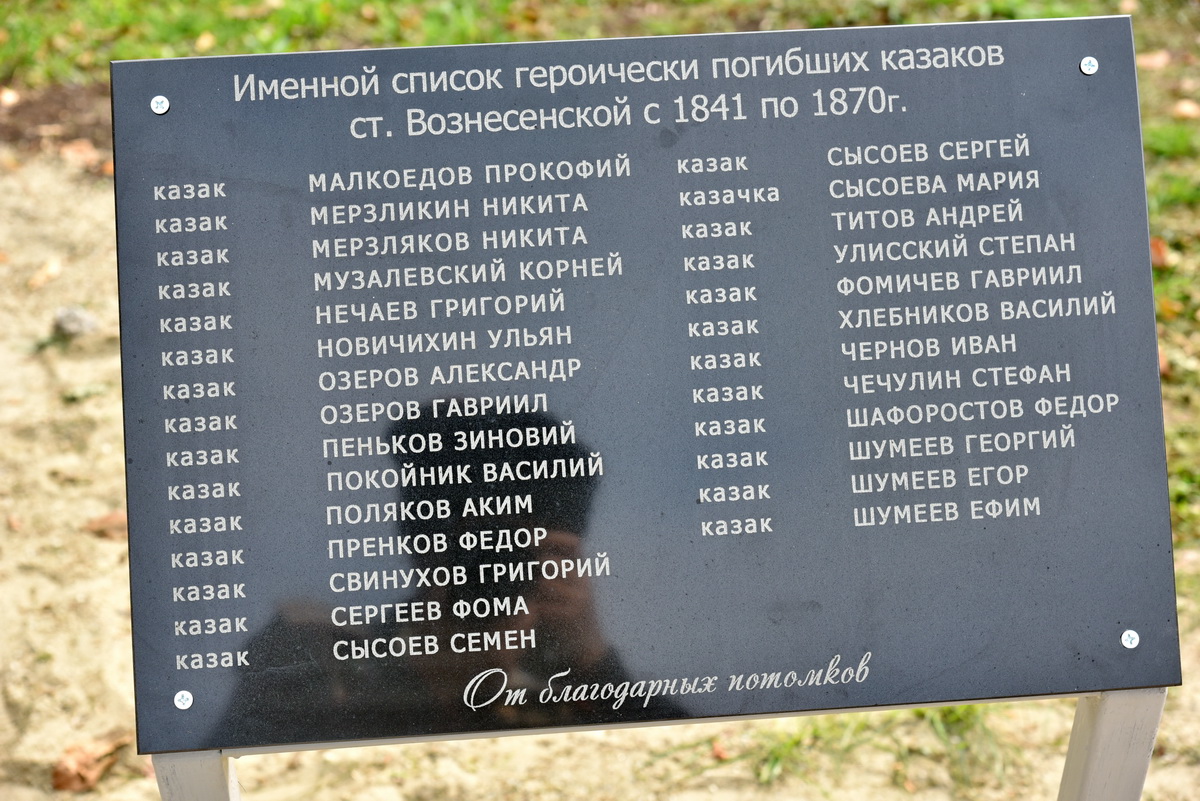 Именной список героически погибших казаков
ст. Вознесенской с 1841 по 1870г.
казак МАЛКОЕДОВ ПРОКОФИЙ
казак МЕРЗЛИКИН НИКИТА
казак МЕРЗЛЯКОВ НИКИТА
казак МУЗАЛЕВСКИЙ КОРНЕЙ
казак НЕЧАЕВ ГРИГОРИЙ
казак НОВИЧИХИН УЛЬЯН
казак ОЗЕРОВ АЛЕКСАНДР
казак ОЗЕРОВ ГАВРИИЛ
казак ПЕНЬКОВ ЗИНОВИЙ
казак ПОКОЙНИК ВАСИЛИЙ
казак ПОЛЯКОВ АКИМ
казак ПРЕНКОВ ФЕДОР
казак СВИНУХОВ ГРИГОРИЙ
казак СЕРГЕЕВ ФОМА
казак СЫСОЕВ СЕМЕН
казак СЫСОЕВ СЕРГЕЙ
казачка СЫСОЕВА МАРИЯ
казак ТИТОВ АНДРЕЙ
казак УЛИССКИЙ СТЕПАН
казак ФОМИЧЕВ ГАВРИИЛ
казак ХЛЕБНИКОВ ВАСИЛИЙ
казак ЧЕРНОВ ИВАН
казак ЧЕЧУЛИН СТЕФАН
казак ШАФОРОСТОВ ФЕДОР
казак ШУМЕЕВ ГЕОРГИЙ
казак ШУМЕЕВ ЕГОР
казак ШУМЕЕВ ЕФИМ
От благодарных потомков